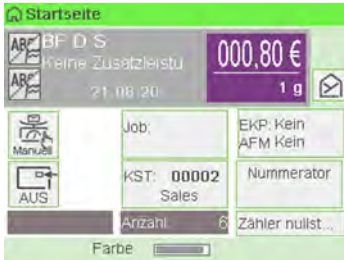 Startseite
BF D S
Keine Zusatzleistu
21 08 20
000,80 €
1 g
Manuell
Job:
EKP: Kein
AFM Kein
AUS
KST: 00002
Sales
Nummerator
Anzahl 6
Zähler nullst...
Farbe